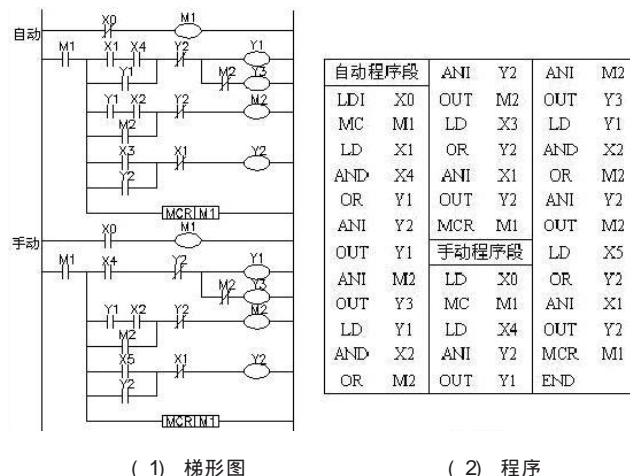 自动
X0 M1
M1 X1 X4 Y2 Y1
Y1 M2 Y3
Y1 X2 Y2 M2
M2
X3 X1 Y2
Y2
MCR M1
手动
X0 M1
M1 X4 Y2 Y1
M2 Y3
Y1 X2 Y2 M2
M2
X5 X1 Y2
Y2
MCR M1
自动程序段 ANI Y2 ANI M2
LDI X0 OUT M2 OUT Y3
MC M1 LD X3 LD Y1
LD X1 OR Y2 AND X2
AND X4 ANI X1 OR M2
OR Y1 OUT Y2 ANI Y2
ANI Y2 MCR M1 OUT M2
OUT Y1 手动程序段 LD X5
ANI M2 LD X0 OR Y2
OUT Y3 MC M1 ANI X1
LD Y1 LD X4 OUT Y2
AND X2 ANI Y2 MCR M1
OR M2 OUT Y1 END
(1) 梯形图 (2) 程序